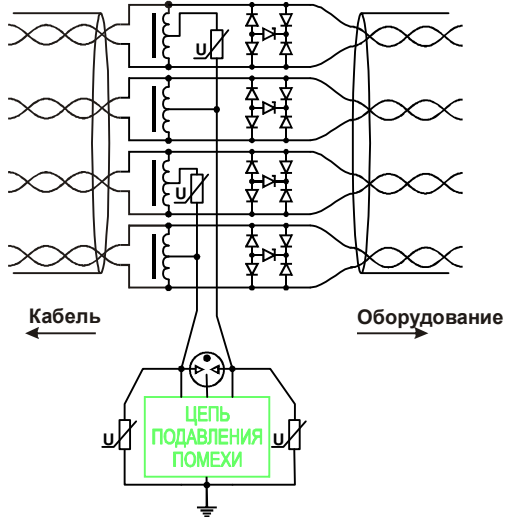 U
U
Кабель
Оборудование
U
ЦЕПЬ
ПОДАВЛЕНИЯ
ПОМЕХИ
U